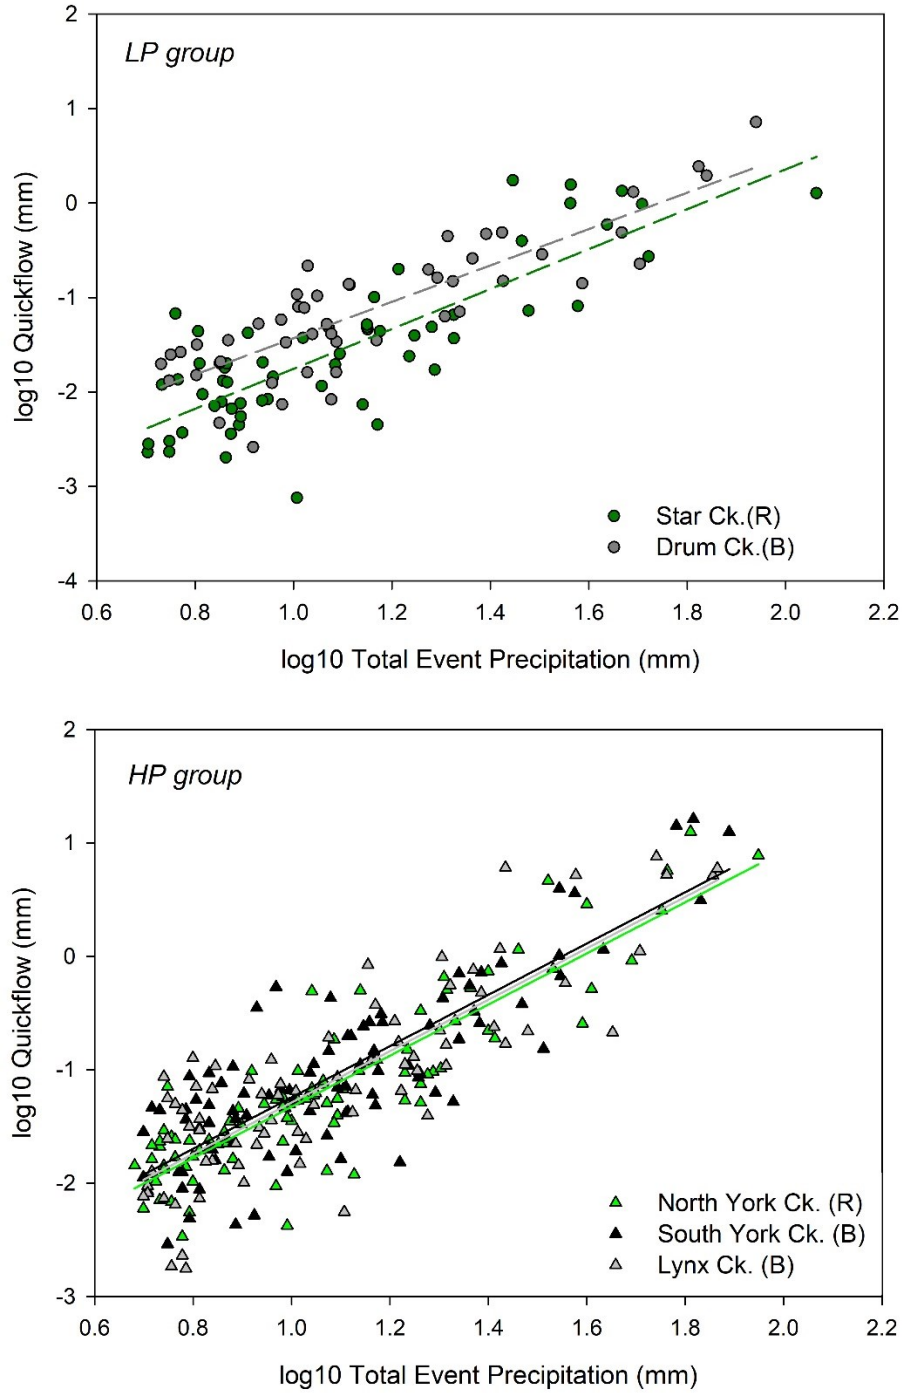 LP group
2
1
0
-1
-2
-3
-4
log10 Quickflow (mm)
Star Ck.(R)
Drum Ck.(B)
0.6 0.8 1.0 1.2 1.4 1.6 1.8 2.0 2.2
log10 Total Event Precipitation (mm)
HP group
2
1
0
-1
-2
-3
log10 Quickflow (mm)
North York Ck. (R)
South York Ck. (B)
Lynx Ck. (B)
0.6 0.8 1.0 1.2 1.4 1.6 1.8 2.0 2.2
log10 Total Event Precipitation (mm)